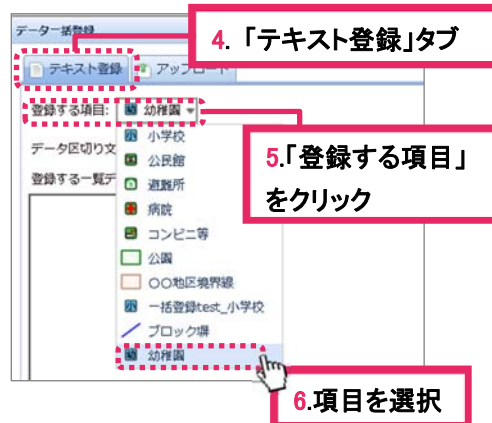 データ一括登録
4. 「テキスト登録」タブ
テキスト登録 アップロード
登録する項目: 幼稚園
データ区切り文
登録する一覧デ
小学校
公民館
避難所
病院
コンビニ等
公園
〇〇地区境界線
一括登録test_小学校
ブロック塀
幼稚園
5.「登録する項目」
をクリック
6.項目を選択